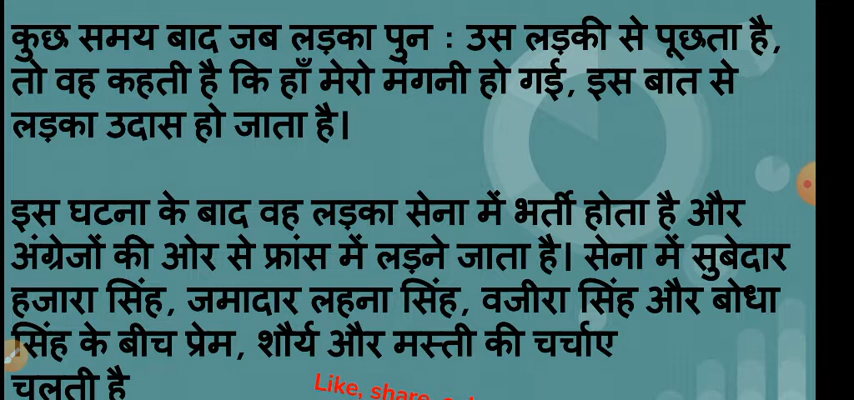 कुछ समय बाद जब लड़का पुन : उस लड़की से पूछता है,
तो वह कहती है कि हाँ मेरो मंगनी हो गई, इस बात से
लड़का उदास हो जाता है|
इस घटना के बाद वह लड़का सेना में भर्ती होता है और
अंग्रेजों की ओर से फ्रांस में लड़ने जाता है| सेना में सुबेदार
हजारा सिंह, जमादार लहना सिंह, वजीरा सिंह और बोधा
सिंह के बीच प्रेम, शौर्य और मस्ती की चर्चाए
चलती है
Like, share